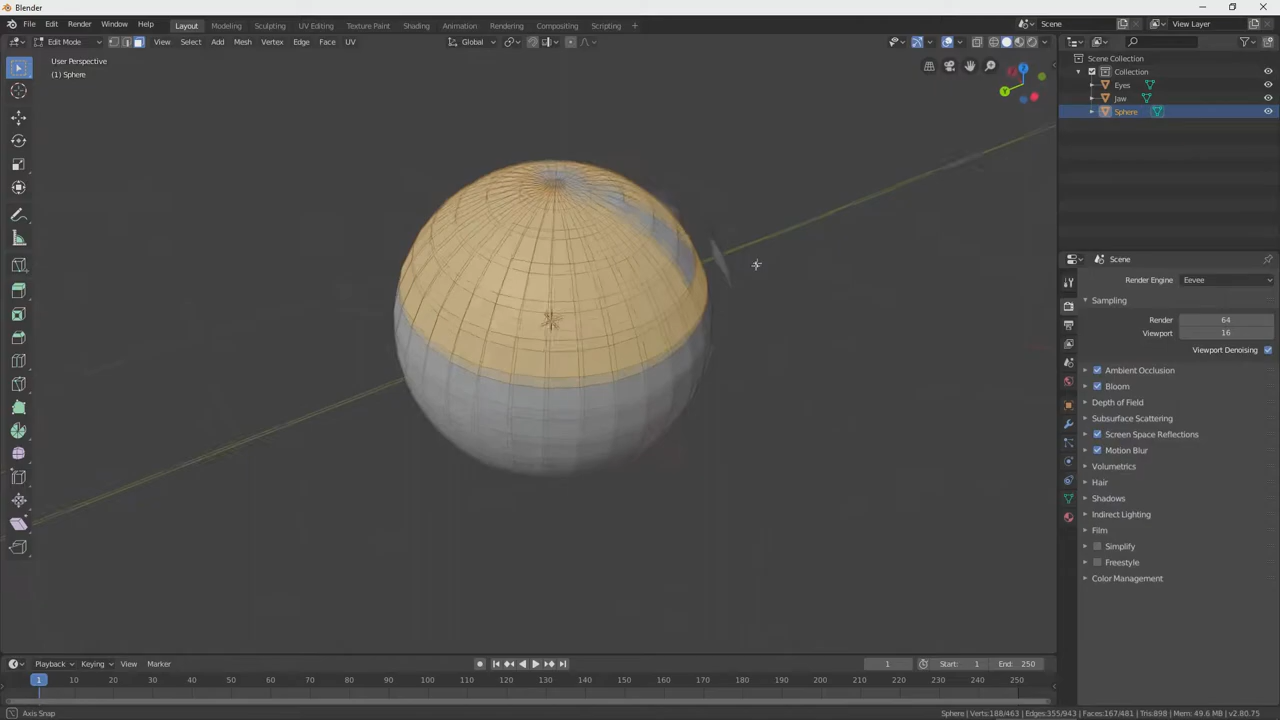 Blender
File Edit Render Window Help Layout Modeling Sculpting UV Editing Texture Paint Shading Animation Rendering Compositing Scripting + Scene View Layer
Edit Mode View Select Add Mesh Vertex Edge Face UV Global
User Perspective
(1) Sphere
Z
Y
Scene Collection
Collection
Eyes
Jaw
Sphere
Scene
Render Engine Eevee
Sampling
Render 64
Viewport 16
Viewport Denoising
Ambient Occlusion
Bloom
Depth of Field
Subsurface Scattering
Screen Space Reflections
Motion Blur
Volumetrics
Hair
Shadows
Indirect Lighting
Film
Simplify
Freestyle
Color Management
Playback Keying View Marker 1 Start: 1 End: 250
1 10 20 30 40 50 60 70 80 90 100 110 120 130 140 150 160 170 180 190 200 210 220 230 240 250
Axis Snap
Sphere | Verts:188/463 | Edges:355/943 | Faces:167/481 | Tris:898 | Mem: 49.6 MB | v2.80.75